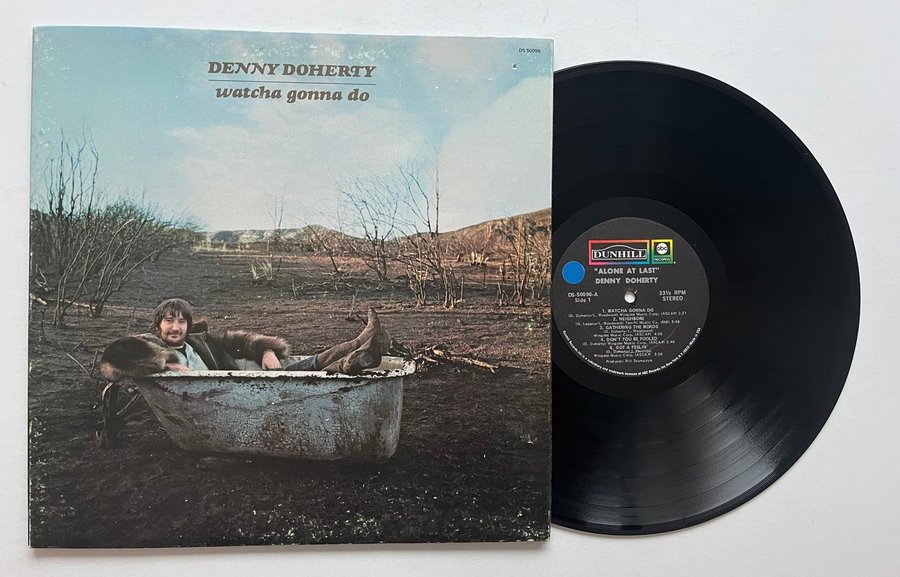 DS 50096
DENNY DOHERTY
watcha gonna do
DUNHILL
abc
RECORDS
"ALONE AT LAST"
DENNY DOHERTY
DS-50096-A
Side 1
33⅓ RPM
STEREO
1. WATCHA GONNA DO
2. NEIGHBORS
3. GATHERING THE WORDS
4. DON'T YOU BE FOOLED
5. GOT A FEELIN'